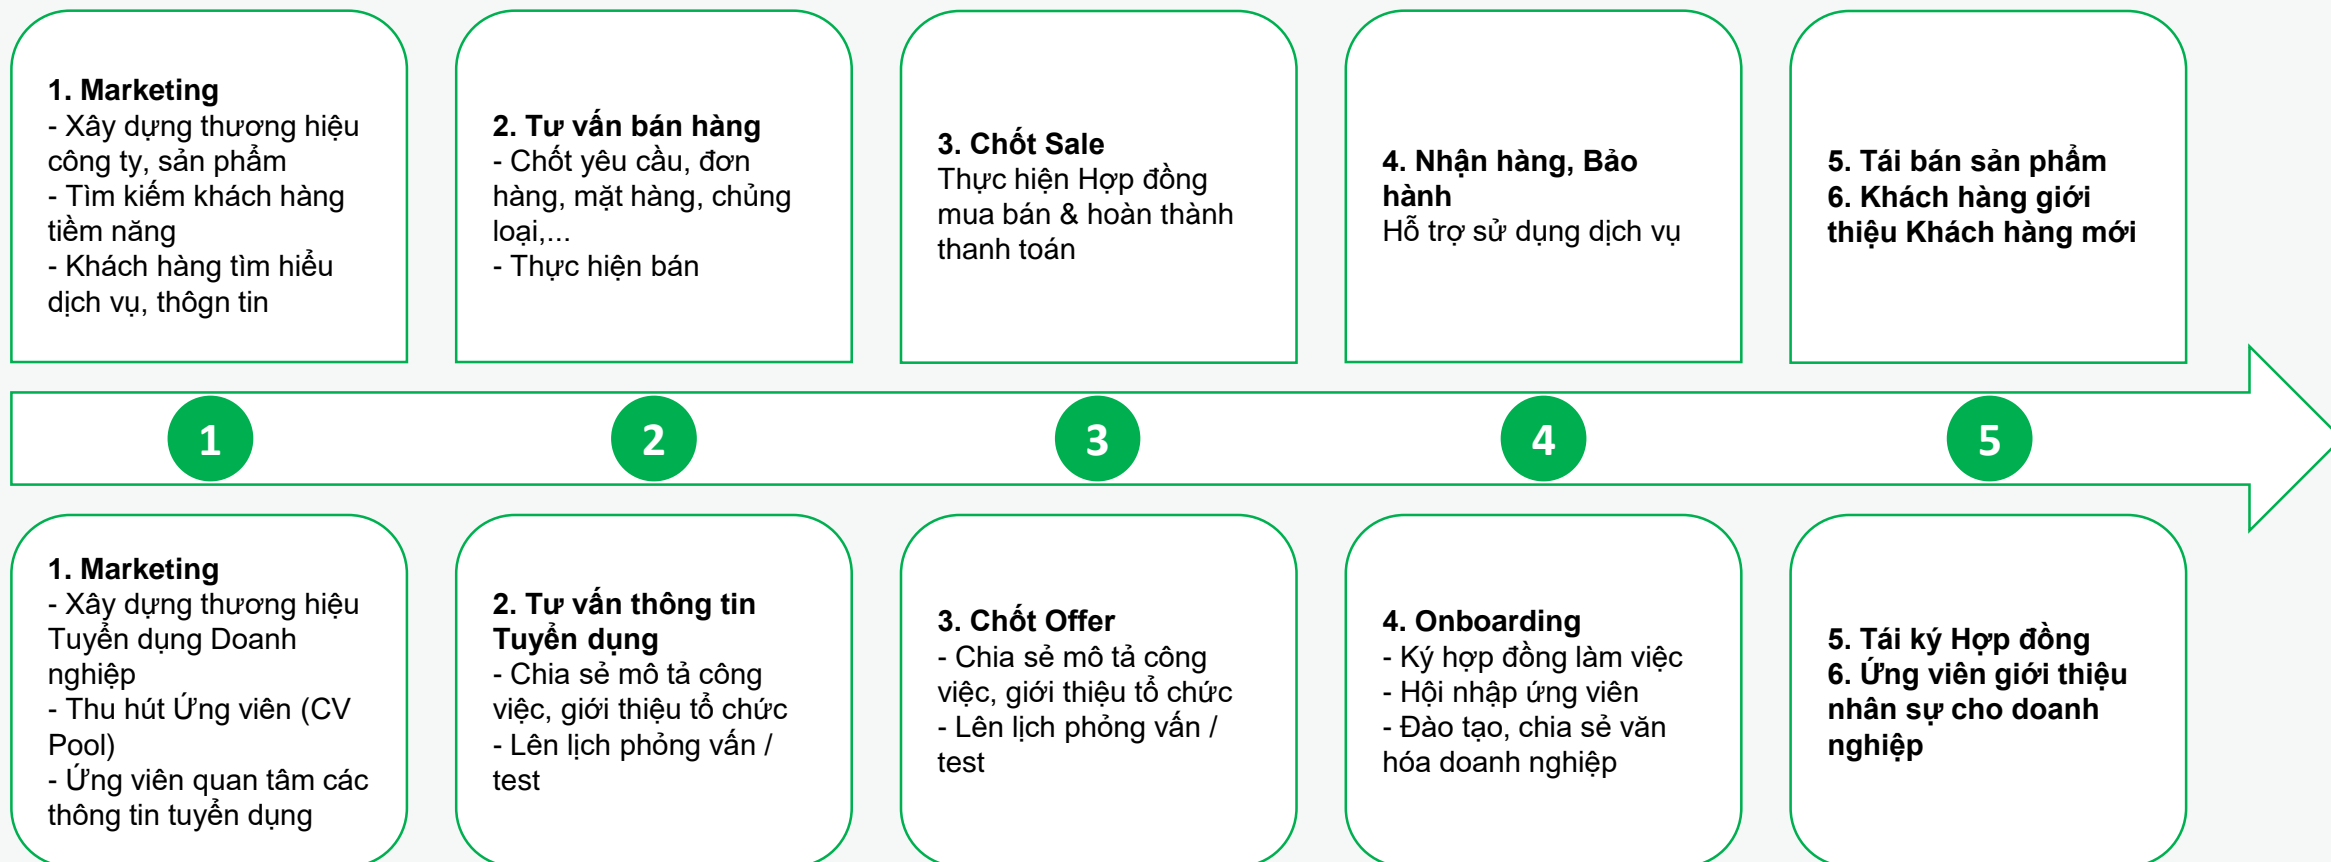 1. Marketing
- Xây dựng thương hiệu
công ty, sản phẩm
- Tìm kiếm khách hàng
tiềm năng
- Khách hàng tìm hiểu
dịch vụ, thôgn tin
2. Tư vấn bán hàng
- Chốt yêu cầu, đơn
hàng, mặt hàng, chủng
loại,...
- Thực hiện bán
3. Chốt Sale
Thực hiện Hợp đồng
mua bán & hoàn thành
thanh toán
4. Nhận hàng, Bảo
hành
Hỗ trợ sử dụng dịch vụ
5. Tái bán sản phẩm
6. Khách hàng giới
thiệu Khách hàng mới
1
2
3
4
5
1. Marketing
- Xây dựng thương hiệu
Tuyển dụng Doanh
nghiệp
- Thu hút Ứng viên (CV
Pool)
- Ứng viên quan tâm các
thông tin tuyển dụng
2. Tư vấn thông tin
Tuyển dụng
- Chia sẻ mô tả công
việc, giới thiệu tổ chức
- Lên lịch phỏng vấn /
test
3. Chốt Offer
- Chia sẻ mô tả công
việc, giới thiệu tổ chức
- Lên lịch phỏng vấn /
test
4. Onboarding
- Ký hợp đồng làm việc
- Hội nhập ứng viên
- Đào tạo, chia sẻ văn
hóa doanh nghiệp
5. Tái ký Hợp đồng
6. Ứng viên giới thiệu
nhân sự cho doanh
nghiệp